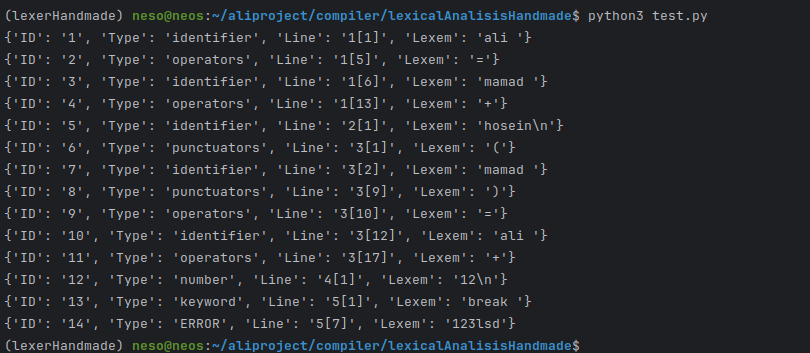 (lexerHandmade) neso@neos:~/aliproject/compiler/lexicalAnalisisHandmade$ python3 test.py
{'ID': '1', 'Type': 'identifier', 'Line': '1[1]', 'Lexem': 'ali '}
{'ID': '2', 'Type': 'operators', 'Line': '1[5]', 'Lexem': '='}
{'ID': '3', 'Type': 'identifier', 'Line': '1[6]', 'Lexem': 'mamad '}
{'ID': '4', 'Type': 'operators', 'Line': '1[13]', 'Lexem': '+'}
{'ID': '5', 'Type': 'identifier', 'Line': '2[1]', 'Lexem': 'hosein\n'}
{'ID': '6', 'Type': 'punctuators', 'Line': '3[1]', 'Lexem': '('}
{'ID': '7', 'Type': 'identifier', 'Line': '3[2]', 'Lexem': 'mamad '}
{'ID': '8', 'Type': 'punctuators', 'Line': '3[9]', 'Lexem': ')'}
{'ID': '9', 'Type': 'operators', 'Line': '3[10]', 'Lexem': '='}
{'ID': '10', 'Type': 'identifier', 'Line': '3[12]', 'Lexem': 'ali '}
{'ID': '11', 'Type': 'operators', 'Line': '3[17]', 'Lexem': '+'}
{'ID': '12', 'Type': 'number', 'Line': '4[1]', 'Lexem': '12\n'}
{'ID': '13', 'Type': 'keyword', 'Line': '5[1]', 'Lexem': 'break '}
{'ID': '14', 'Type': 'ERROR', 'Line': '5[7]', 'Lexem': '123lsd'}
(lexerHandmade) neso@neos:~/aliproject/compiler/lexicalAnalisisHandmade$